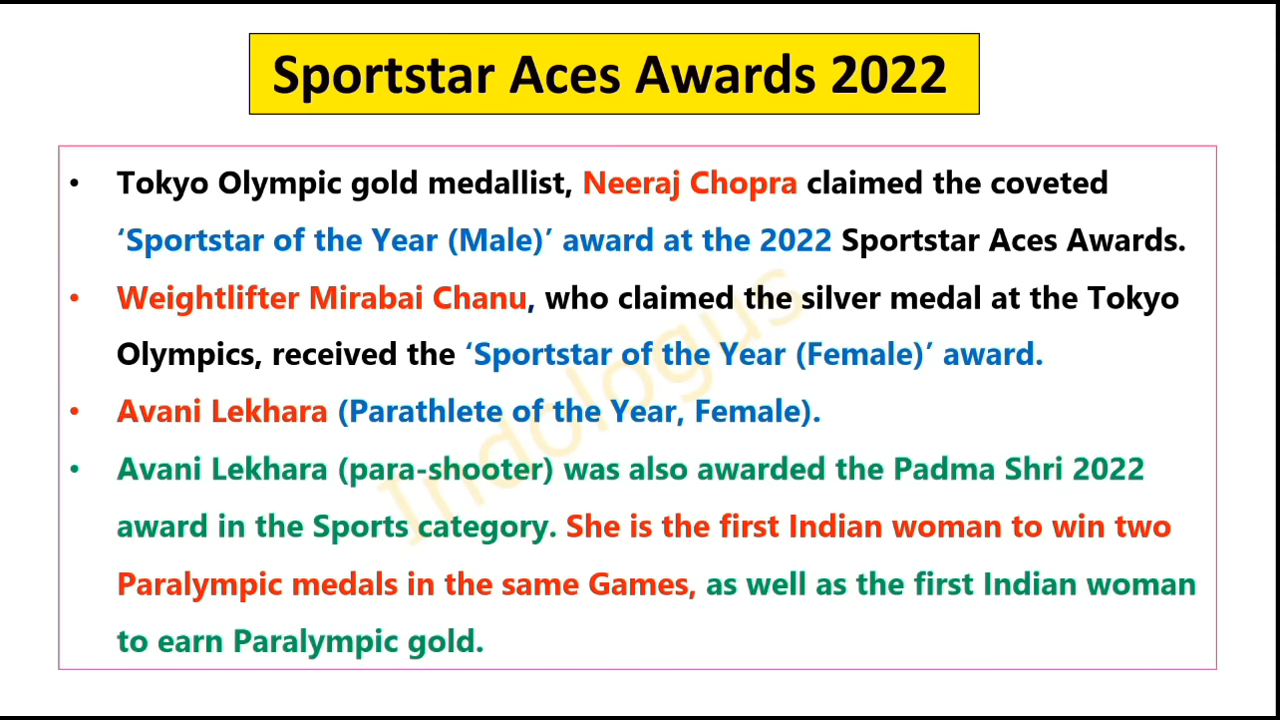 Sportstar Aces Awards 2022
• Tokyo Olympic gold medallist, Neeraj Chopra claimed the coveted
‘Sportstar of the Year (Male)’ award at the 2022 Sportstar Aces Awards.
• Weightlifter Mirabai Chanu, who claimed the silver medal at the Tokyo
Olympics, received the ‘Sportstar of the Year (Female)’ award.
• Avani Lekhara (Parathlete of the Year, Female).
• Avani Lekhara (para-shooter) was also awarded the Padma Shri 2022
award in the Sports category. She is the first Indian woman to win two
Paralympic medals in the same Games, as well as the first Indian woman
to earn Paralympic gold.
Indologus